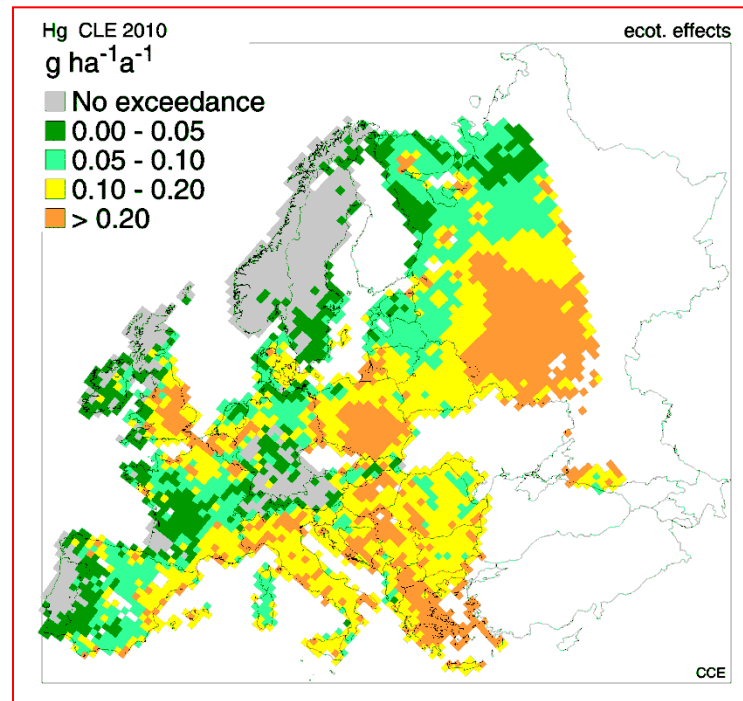 Hg CLE 2010
ecot. effects
g ha⁻¹a⁻¹
No exceedance
0.00 - 0.05
0.05 - 0.10
0.10 - 0.20
> 0.20
CCE